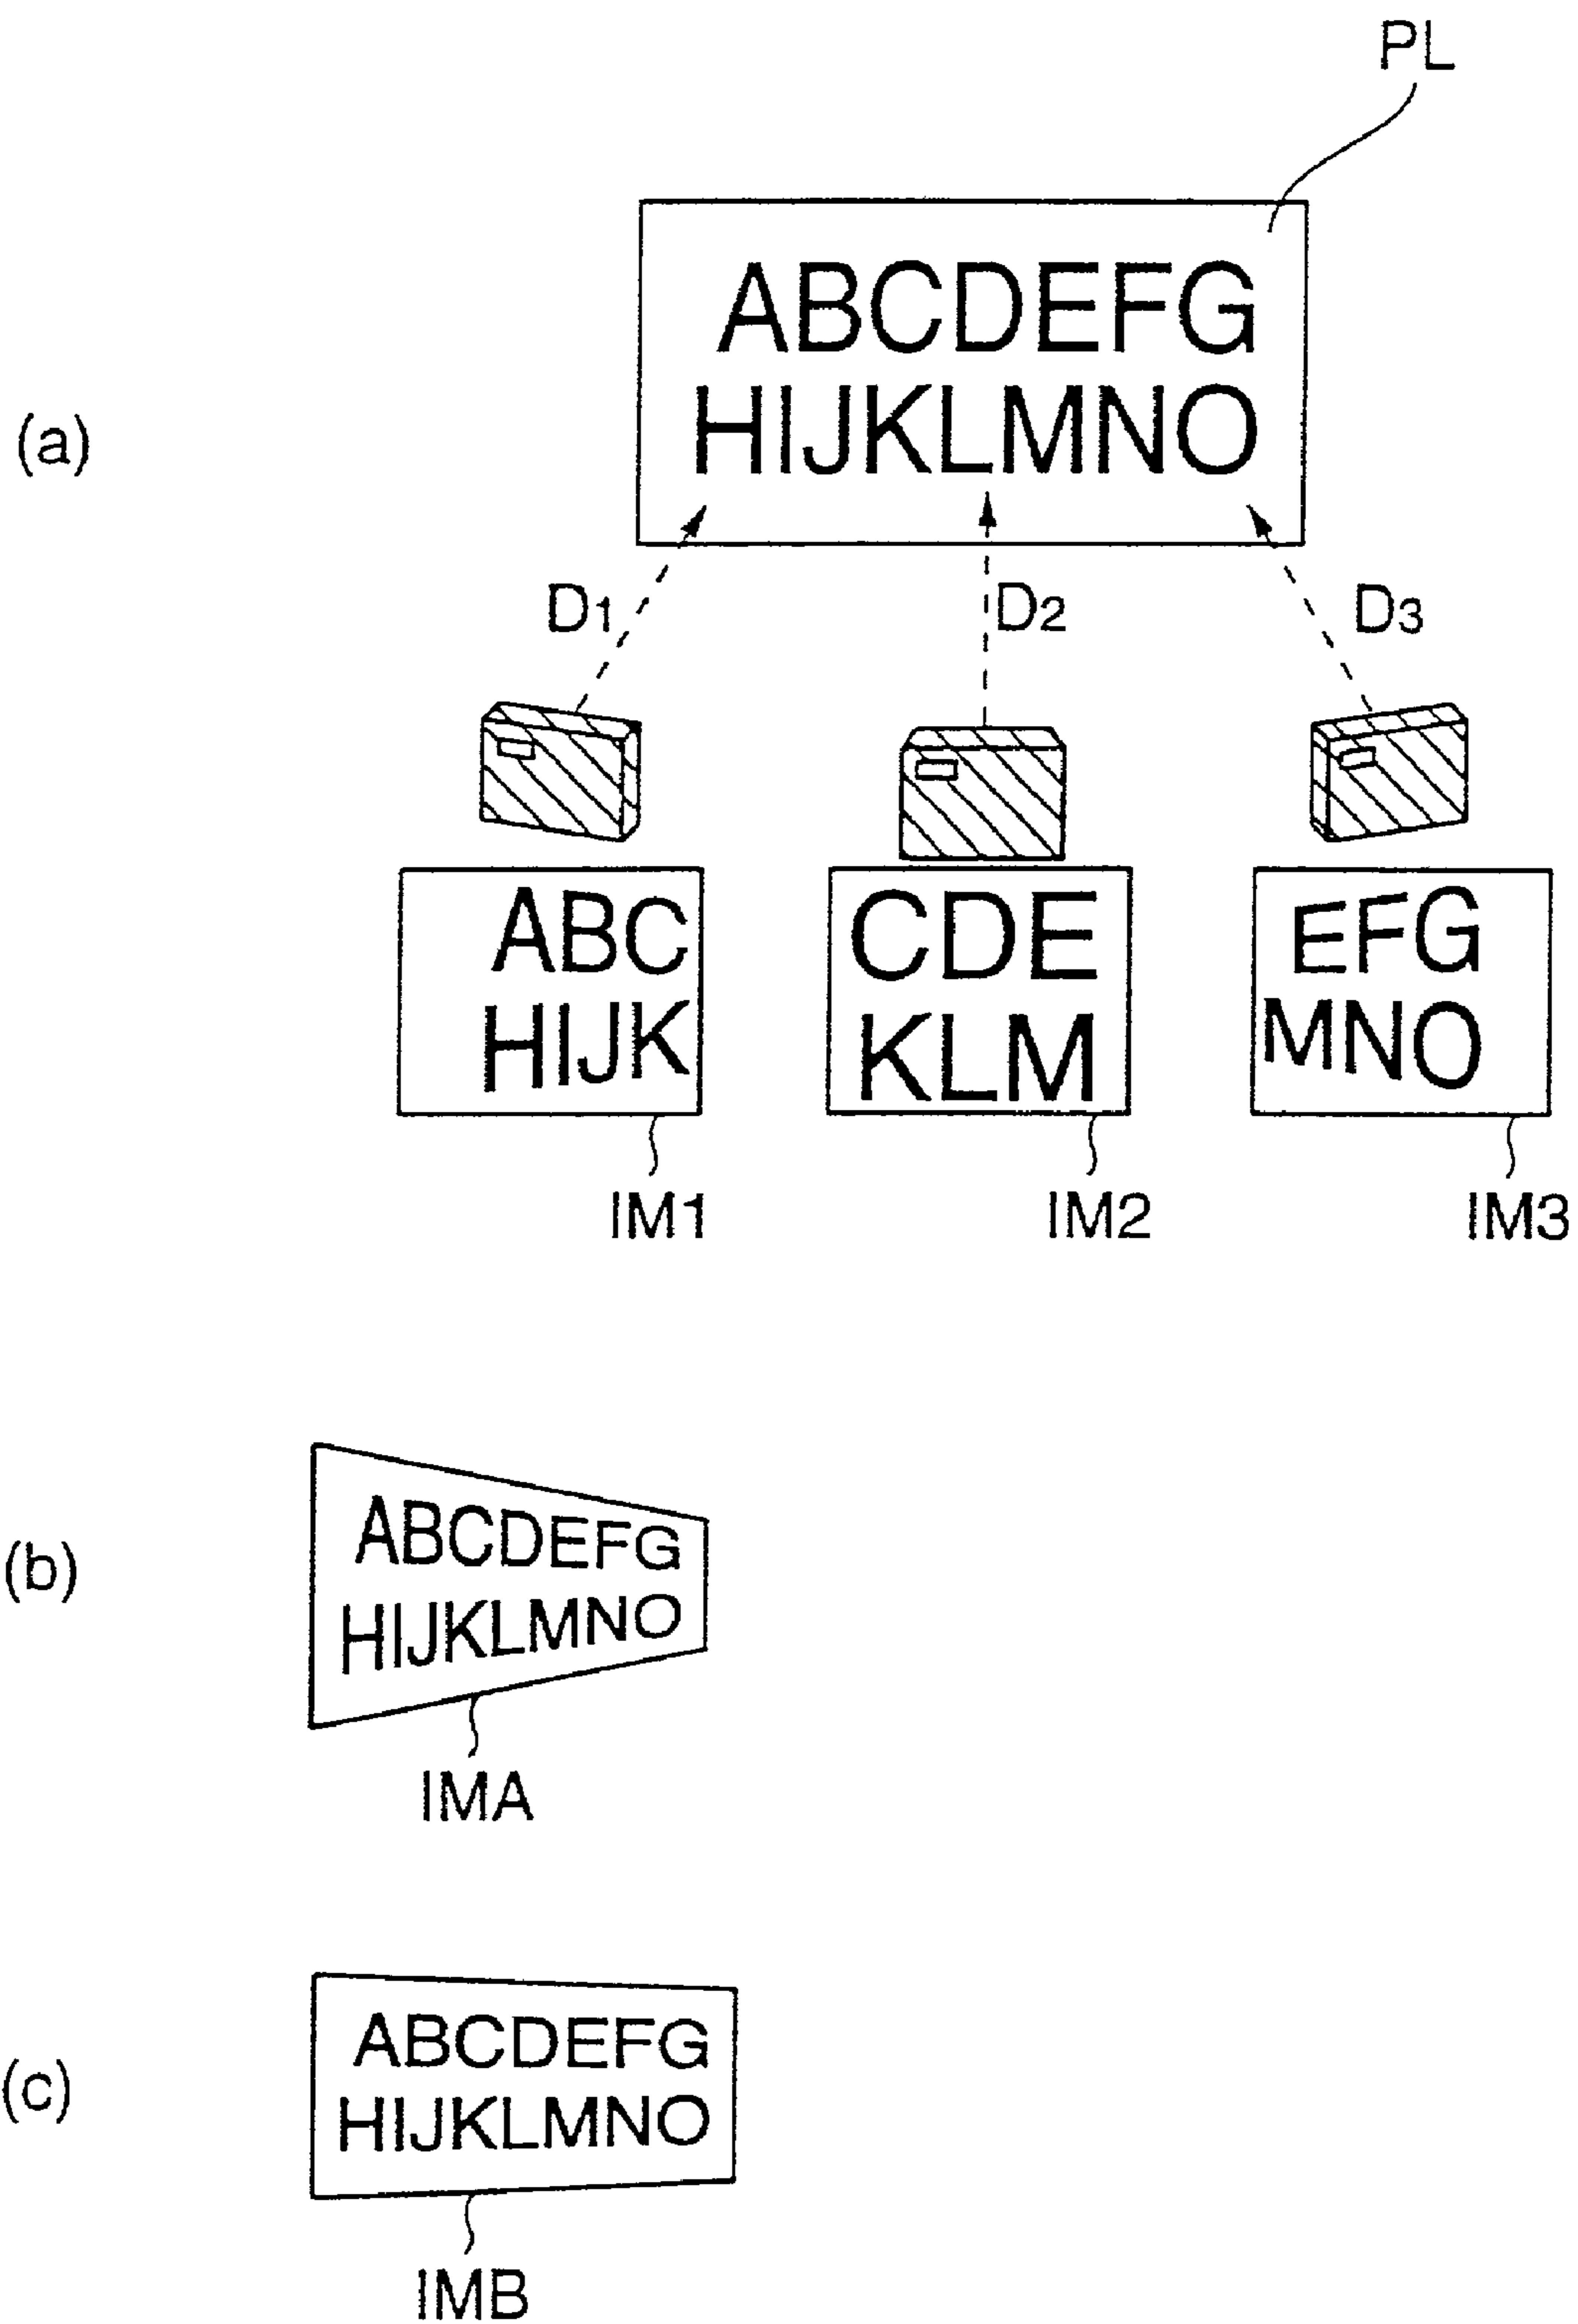 PL
(a)
ABCDEFG
HIJKLMNO
D1
D2
D3
ABC
HIJK
CDE
KLM
EFG
MNO
IM1
IM2
IM3
(b)
ABCDEFG
HIJKLMNO
IMA
(c)
ABCDEFG
HIJKLMNO
IMB